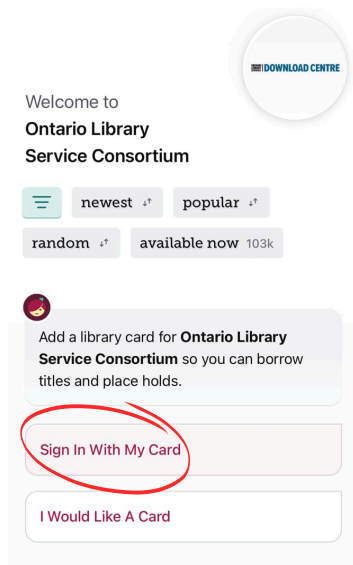 DOWNLOAD CENTRE
Welcome to
Ontario Library
Service Consortium
newest
popular
random
available now 103k
Add a library card for Ontario Library
Service Consortium so you can borrow
titles and place holds.
Sign In With My Card
I Would Like A Card